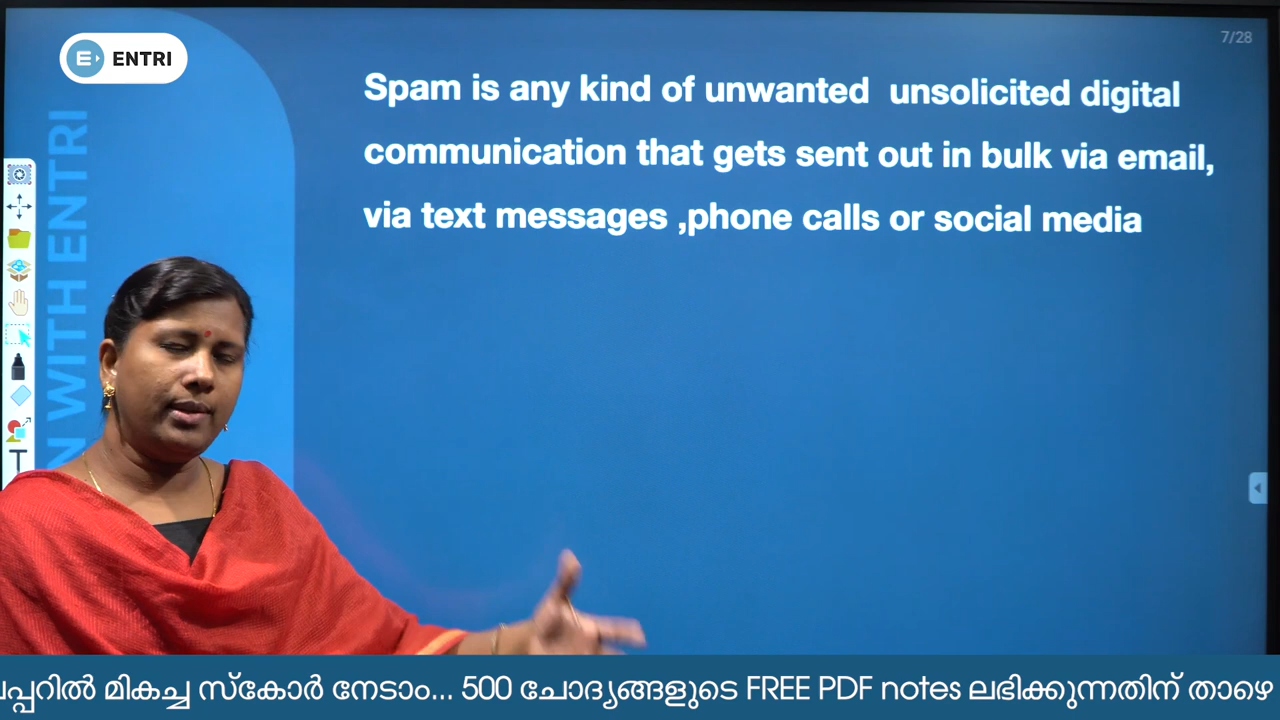 ENTRI
7/28
Spam is any kind of unwanted unsolicited digital
communication that gets sent out in bulk via email,
via text messages ,phone calls or social media
WITH ENTRI
മികച്ച സ്കോർ നേടാം... 500 ചോദ്യങ്ങളുടെ FREE PDF notes ലഭിക്കുന്നതിന് താഴെ